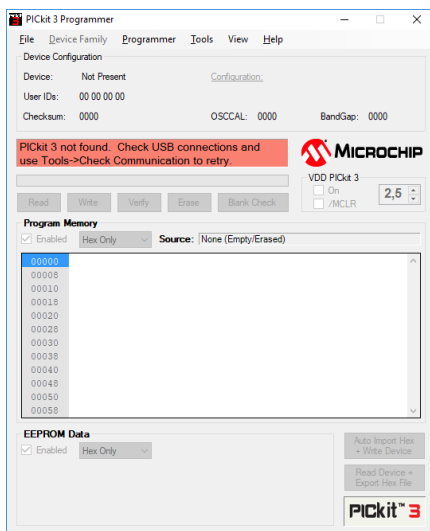 PICkit 3 Programmer
File Device Family Programmer Tools View Help
Device Configuration
Device: Not Present Configuration:
User IDs: 00 00 00 00
Checksum: 0000 OSCCAL: 0000 BandGap: 0000
PICkit 3 not found. Check USB connections and
use Tools->Check Communication to retry.
MICROCHIP
VDD PICkit 3
On
/MCLR
2,5
Read Write Verify Erase Blank Check
Program Memory
Enabled Hex Only Source: None (Empty/Erased)
00000
00008
00010
00018
00020
00028
00030
00038
00040
00048
00050
00058
EEPROM Data
Enabled Hex Only
Auto Import Hex
+ Write Device
Read Device +
Export Hex File
PICkit™ 3